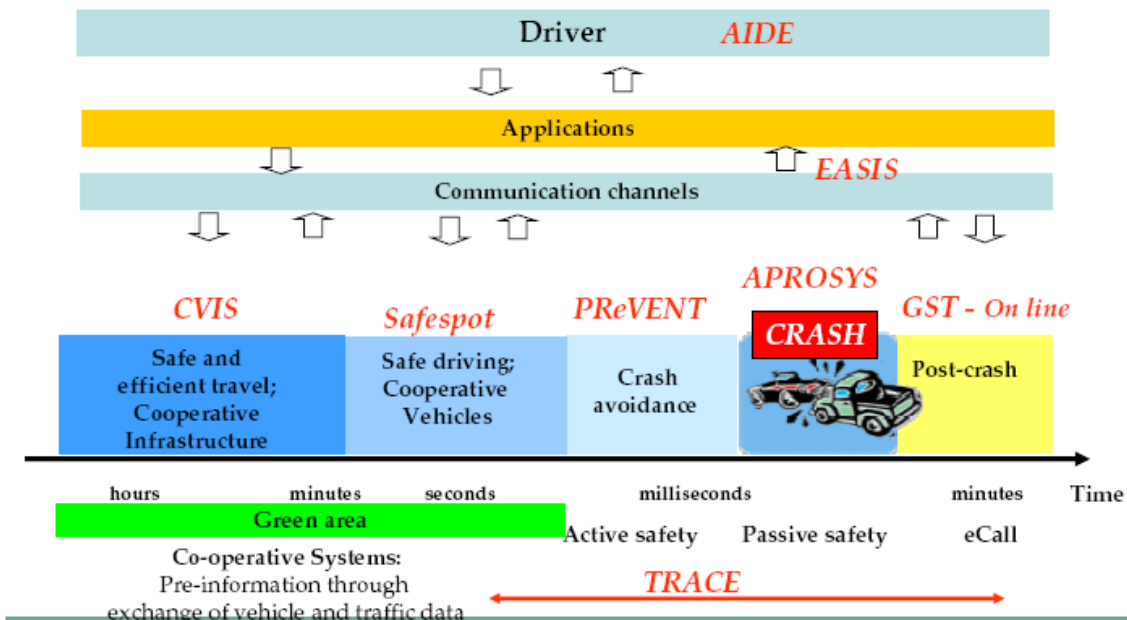 Driver
AIDE
Applications
EASIS
Communication channels
CVIS
Safespot
PReVENT
APROSYS
GST - On line
Safe and
efficient travel;
Cooperative
Infrastructure
Safe driving;
Cooperative
Vehicles
Crash
avoidance
CRASH
Post-crash
hours
minutes
seconds
milliseconds
minutes
Time
Green area
Active safety
Passive safety
eCall
Co-operative Systems:
Pre-information through
exchange of vehicle and traffic data
TRACE